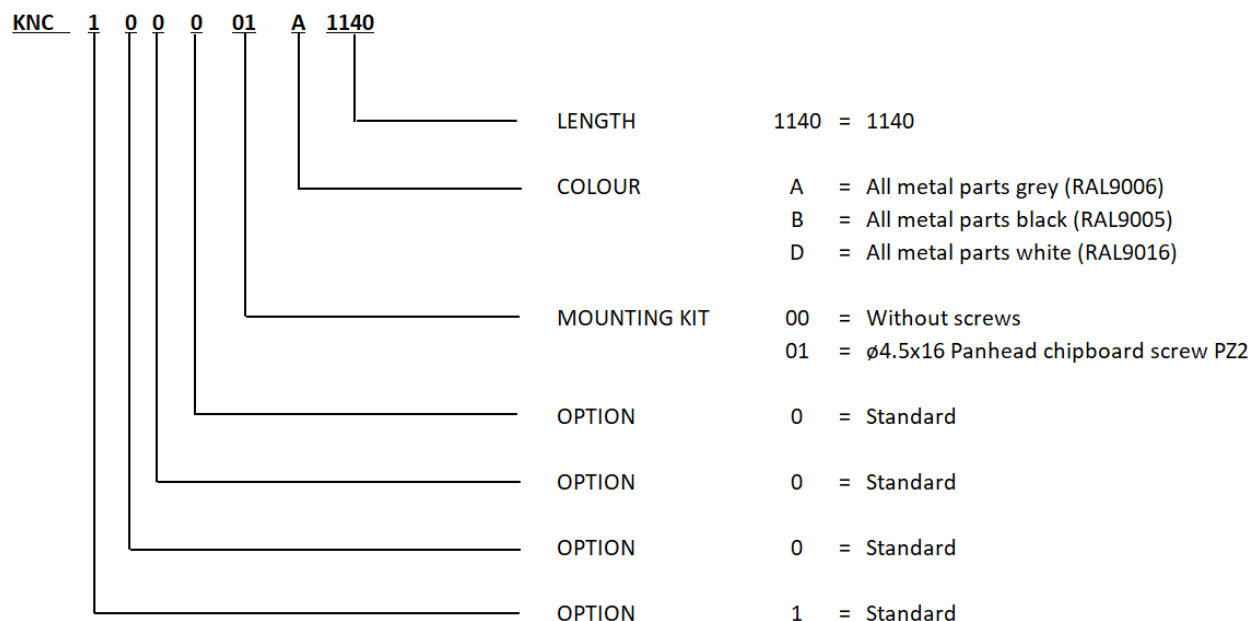 KNC 1 0 0 0 01 A 1140
LENGTH 1140 = 1140
COLOUR A = All metal parts grey (RAL9006)
B = All metal parts black (RAL9005)
D = All metal parts white (RAL9016)
MOUNTING KIT 00 = Without screws
01 = ø4.5x16 Panhead chipboard screw PZ2
OPTION 0 = Standard
OPTION 0 = Standard
OPTION 0 = Standard
OPTION 1 = Standard